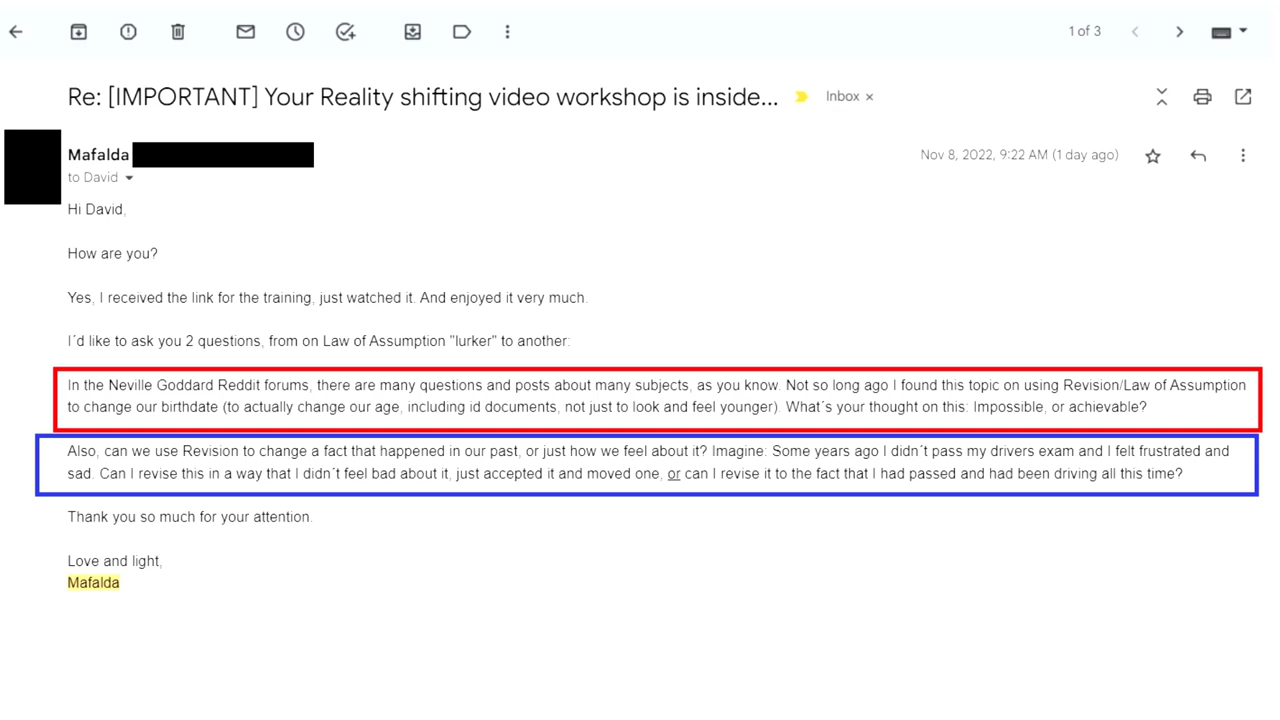 1 of 3
Re: [IMPORTANT] Your Reality shifting video workshop is inside...
Inbox ×
Mafalda
Nov 8, 2022, 9:22 AM (1 day ago)
to David
Hi David,
How are you?
Yes, I received the link for the training, just watched it. And enjoyed it very much.
I´d like to ask you 2 questions, from on Law of Assumption "lurker" to another:
In the Neville Goddard Reddit forums, there are many questions and posts about many subjects, as you know. Not so long ago I found this topic on using Revision/Law of Assumption
to change our birthdate (to actually change our age, including id documents, not just to look and feel younger). What´s your thought on this: Impossible, or achievable?
Also, can we use Revision to change a fact that happened in our past, or just how we feel about it? Imagine: Some years ago I didn´t pass my drivers exam and I felt frustrated and
sad. Can I revise this in a way that I didn´t feel bad about it, just accepted it and moved one, or can I revise it to the fact that I had passed and had been driving all this time?
Thank you so much for your attention.
Love and light,
Mafalda